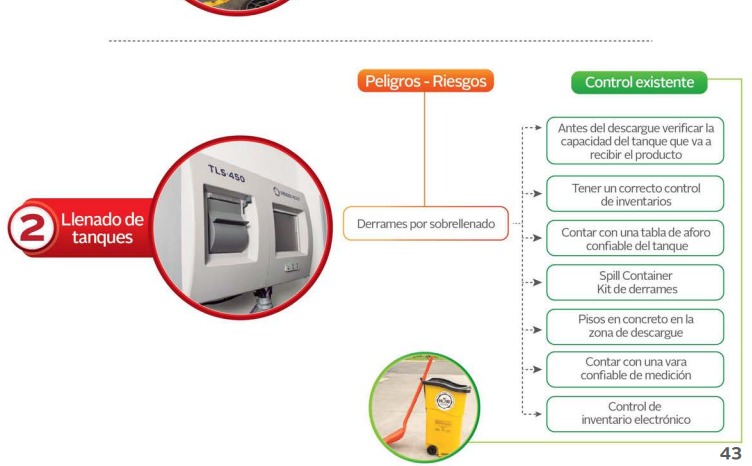 Peligros - Riesgos
Control existente
2
Llenado de
tanques
TLS-450
Derrames por sobrellenado
Antes del descargue verificar la
capacidad del tanque que va a
recibir el producto
Tener un correcto control
de inventarios
Contar con una tabla de aforo
confiable del tanque
Spill Container
Kit de derrames
Pisos en concreto en la
zona de descargue
Contar con una vara
confiable de medición
Control de
inventario electrónico
43